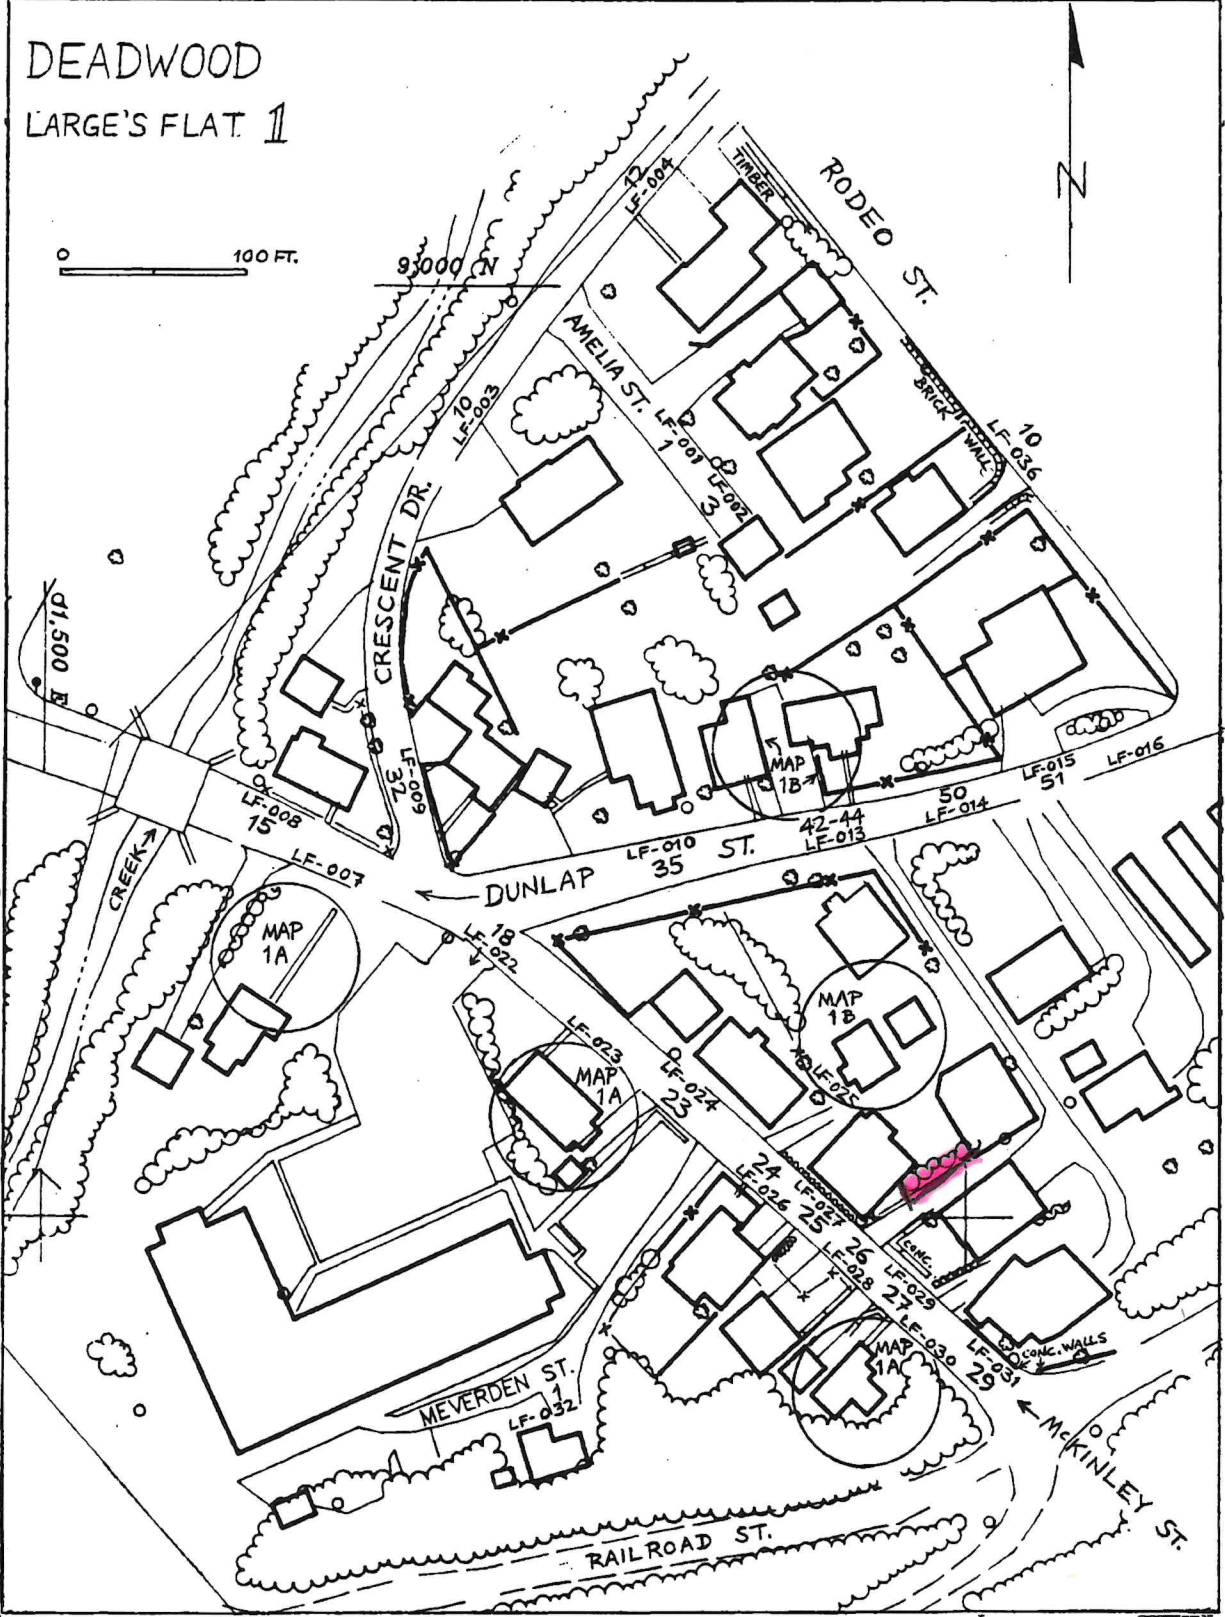 DEADWOOD
LARGE'S FLAT 1
0 100 FT.
9,000 N
N
TIMBER
RODEO ST.
12
LF-004
AMELIA ST.
10
LF-003
LF-001
1
LF-002
3
BRICK
WALL
10
LF-036
CRESCENT DR.
91,500 E
LF-009
32
MAP
1B
LF-008
15
LF-007
CREEK
LF-010
35
DUNLAP ST.
42-44
LF-013
50
LF-014
LF-015
51
LF-016
MAP
1A
18
LF-022
MAP
1B
LF-023
MAP
1A
LF-024
23
LF-025
24
LF-026
LF-027
25
26
LF-028
CONC.
LF-029
27
LF-030
MAP
1A
LF-031
29
CONC. WALLS
MEVERDEN ST.
1
LF-032
McKINLEY ST.
RAILROAD ST.